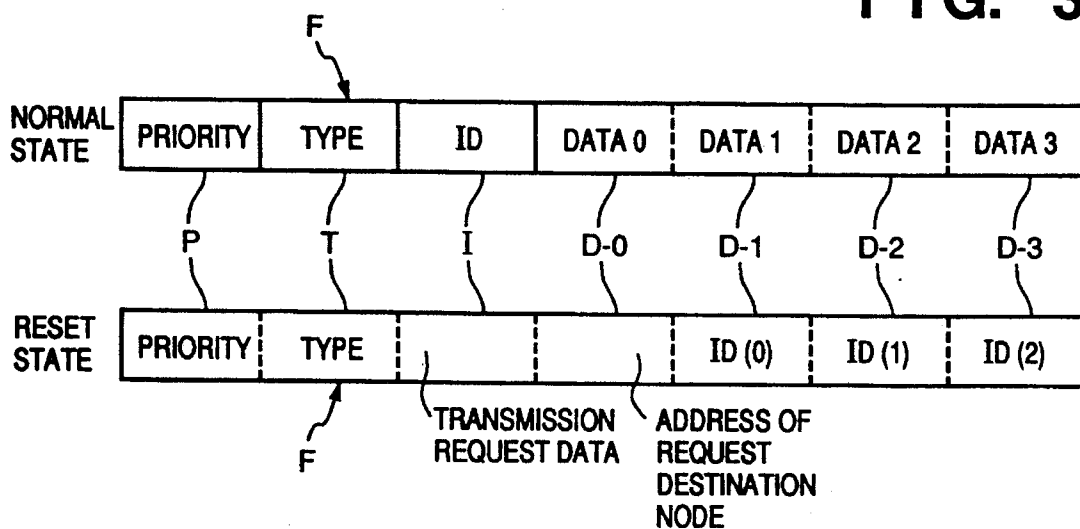 FIG. 3
F
NORMAL STATE
PRIORITY TYPE ID DATA 0 DATA 1 DATA 2 DATA 3
P T I D-0 D-1 D-2 D-3
RESET STATE
PRIORITY TYPE ID (0) ID (1) ID (2)
F
TRANSMISSION
REQUEST DATA
ADDRESS OF
REQUEST
DESTINATION
NODE